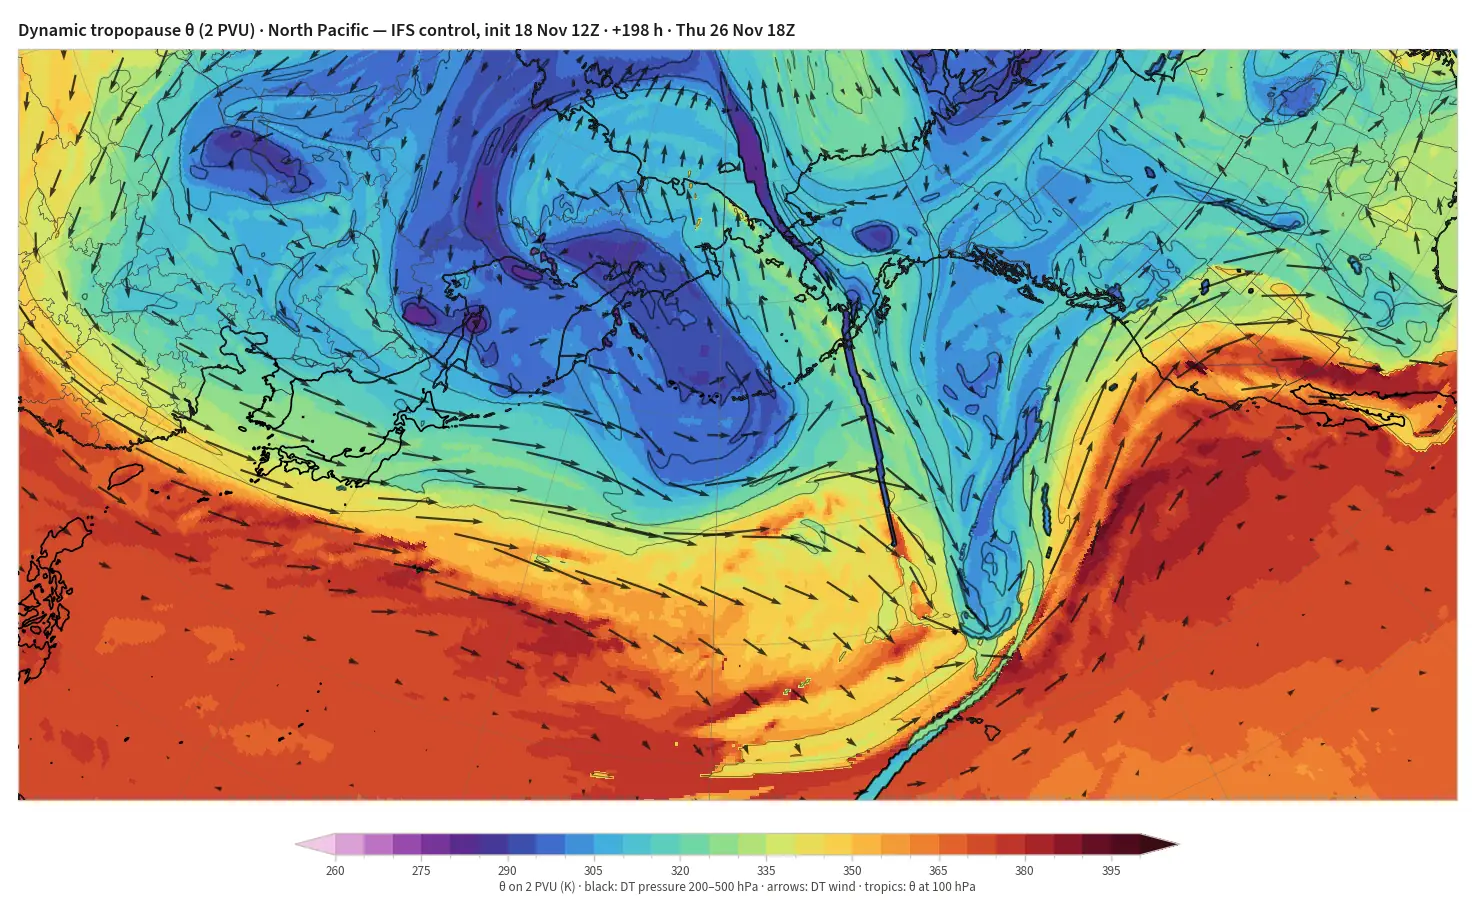 Dynamic tropopause θ (2 PVU) · North Pacific — IFS control, init 18 Nov 12Z · +198 h · Thu 26 Nov 18Z
260 275 290 305 320 335 350 365 380 395
θ on 2 PVU (K) · black: DT pressure 200–500 hPa · arrows: DT wind · tropics: θ at 100 hPa